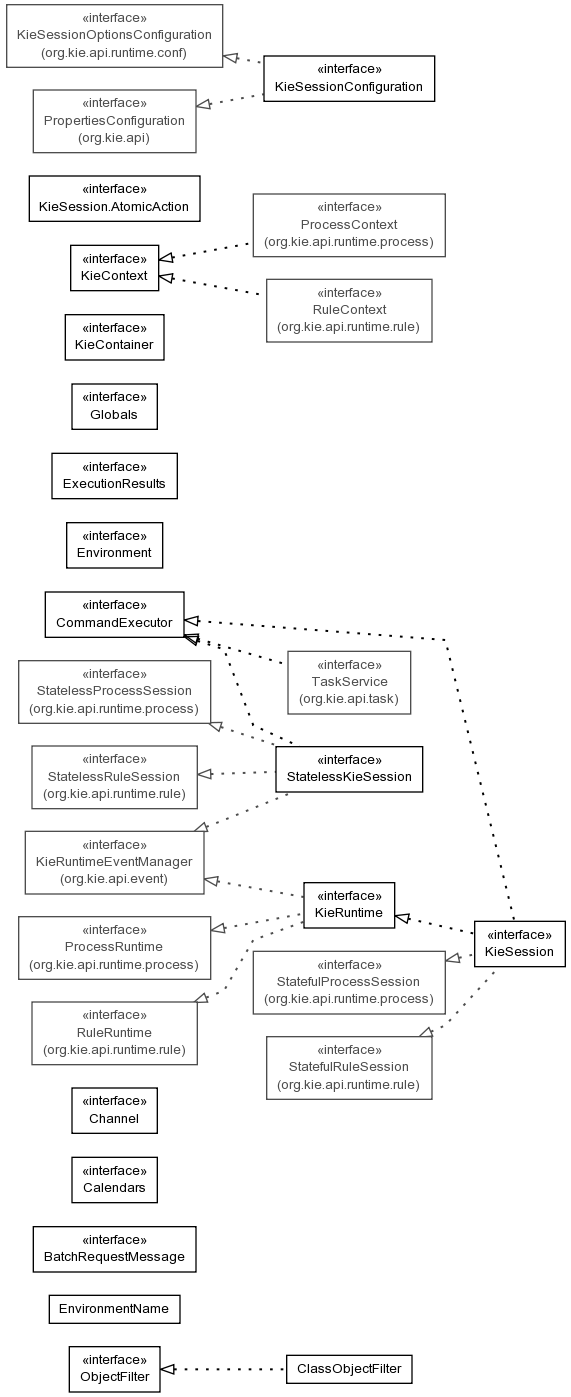 «interface»
KieSessionOptionsConfiguration
(org.kie.api.runtime.conf)
«interface»
KieSessionConfiguration
«interface»
PropertiesConfiguration
(org.kie.api)
«interface»
KieSession.AtomicAction
«interface»
ProcessContext
(org.kie.api.runtime.process)
«interface»
KieContext
«interface»
RuleContext
(org.kie.api.runtime.rule)
«interface»
KieContainer
«interface»
Globals
«interface»
ExecutionResults
«interface»
Environment
«interface»
CommandExecutor
«interface»
TaskService
(org.kie.api.task)
«interface»
StatelessProcessSession
(org.kie.api.runtime.process)
«interface»
StatelessKieSession
«interface»
StatelessRuleSession
(org.kie.api.runtime.rule)
«interface»
KieRuntimeEventManager
(org.kie.api.event)
«interface»
KieRuntime
«interface»
KieSession
«interface»
ProcessRuntime
(org.kie.api.runtime.process)
«interface»
StatefulProcessSession
(org.kie.api.runtime.process)
«interface»
RuleRuntime
(org.kie.api.runtime.rule)
«interface»
StatefulRuleSession
(org.kie.api.runtime.rule)
«interface»
Channel
«interface»
Calendars
«interface»
BatchRequestMessage
EnvironmentName
«interface»
ObjectFilter
ClassObjectFilter